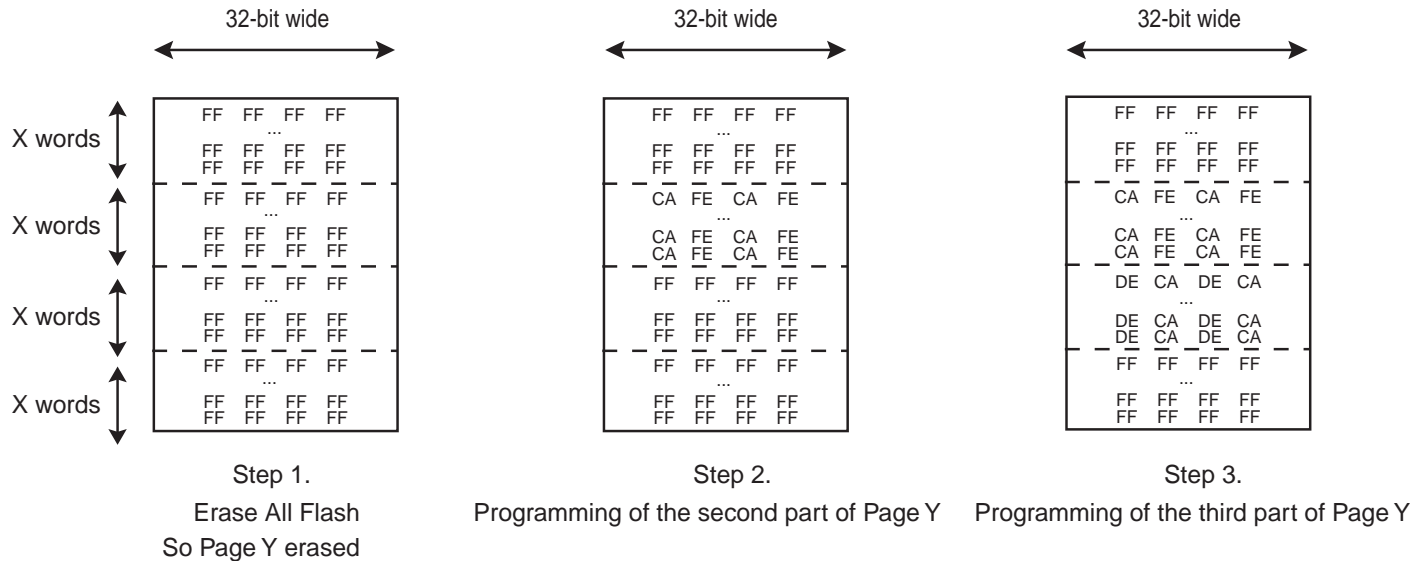 32-bit wide
32-bit wide
32-bit wide
X words
FF FF FF FF
...
FF FF FF FF
FF FF FF FF
X words
FF FF FF FF
...
FF FF FF FF
FF FF FF FF
X words
FF FF FF FF
...
FF FF FF FF
FF FF FF FF
X words
FF FF FF FF
...
FF FF FF FF
FF FF FF FF
Step 1.
Erase All Flash
So Page Y erased
FF FF FF FF
...
FF FF FF FF
FF FF FF FF
CA FE CA FE
...
CA FE CA FE
CA FE CA FE
FF FF FF FF
...
FF FF FF FF
FF FF FF FF
FF FF FF FF
...
FF FF FF FF
FF FF FF FF
Step 2.
Programming of the second part of Page Y
FF FF FF FF
...
FF FF FF FF
FF FF FF FF
CA FE CA FE
...
CA FE CA FE
CA FE CA FE
DE CA DE CA
...
DE CA DE CA
DE CA DE CA
FF FF FF FF
...
FF FF FF FF
FF FF FF FF
Step 3.
Programming of the third part of Page Y